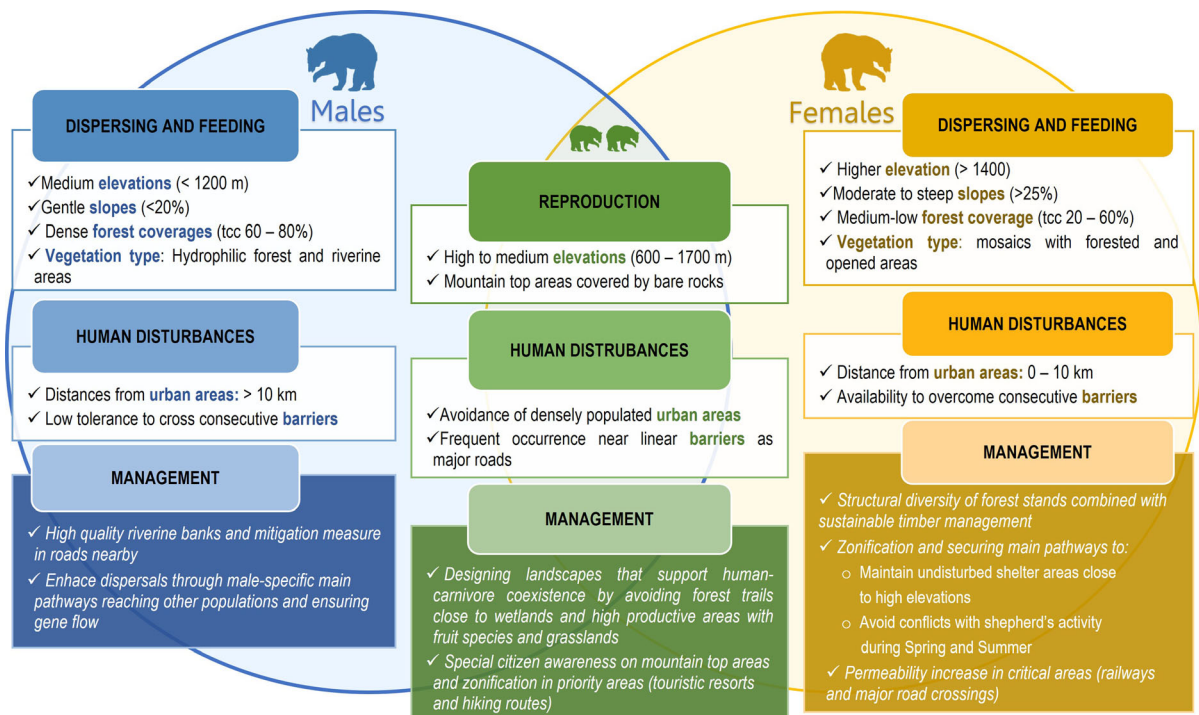 Males
DISPERSING AND FEEDING
✓Medium elevations (< 1200 m)
✓Gentle slopes (<20%)
✓ Dense forest coverages (tcc 60 – 80%)
✓ Vegetation type: Hydrophilic forest and riverine
areas
HUMAN DISTURBANCES
✓ Distances from urban areas: > 10 km
✓ Low tolerance to cross consecutive barriers
MANAGEMENT
✓ High quality riverine banks and mitigation measure
in roads nearby
✓ Enhace dispersals through male-specific main
pathways reaching other populations and ensuring
gene flow
REPRODUCTION
✓ High to medium elevations (600 – 1700 m)
✓ Mountain top areas covered by bare rocks
HUMAN DISTRUBANCES
✓Avoidance of densely populated urban areas
✓Frequent occurrence near linear barriers as
major roads
MANAGEMENT
✓ Designing landscapes that support human-
carnivore coexistence by avoiding forest trails
close to wetlands and high productive areas with
fruit species and grasslands
✓ Special citizen awareness on mountain top areas
and zonification in priority areas (touristic resorts
and hiking routes)
Females
DISPERSING AND FEEDING
✓ Higher elevation (> 1400)
✓Moderate to steep slopes (>25%)
✓ Medium-low forest coverage (tcc 20 – 60%)
✓ Vegetation type: mosaics with forested and
opened areas
HUMAN DISTURBANCES
✓ Distance from urban areas: 0 – 10 km
✓ Availability to overcome consecutive barriers
MANAGEMENT
✓ Structural diversity of forest stands combined with
sustainable timber management
✓ Zonification and securing main pathways to:
o Maintain undisturbed shelter areas close
to high elevations
o Avoid conflicts with shepherd's activity
during Spring and Summer
✓ Permeability increase in critical areas (railways
and major road crossings)